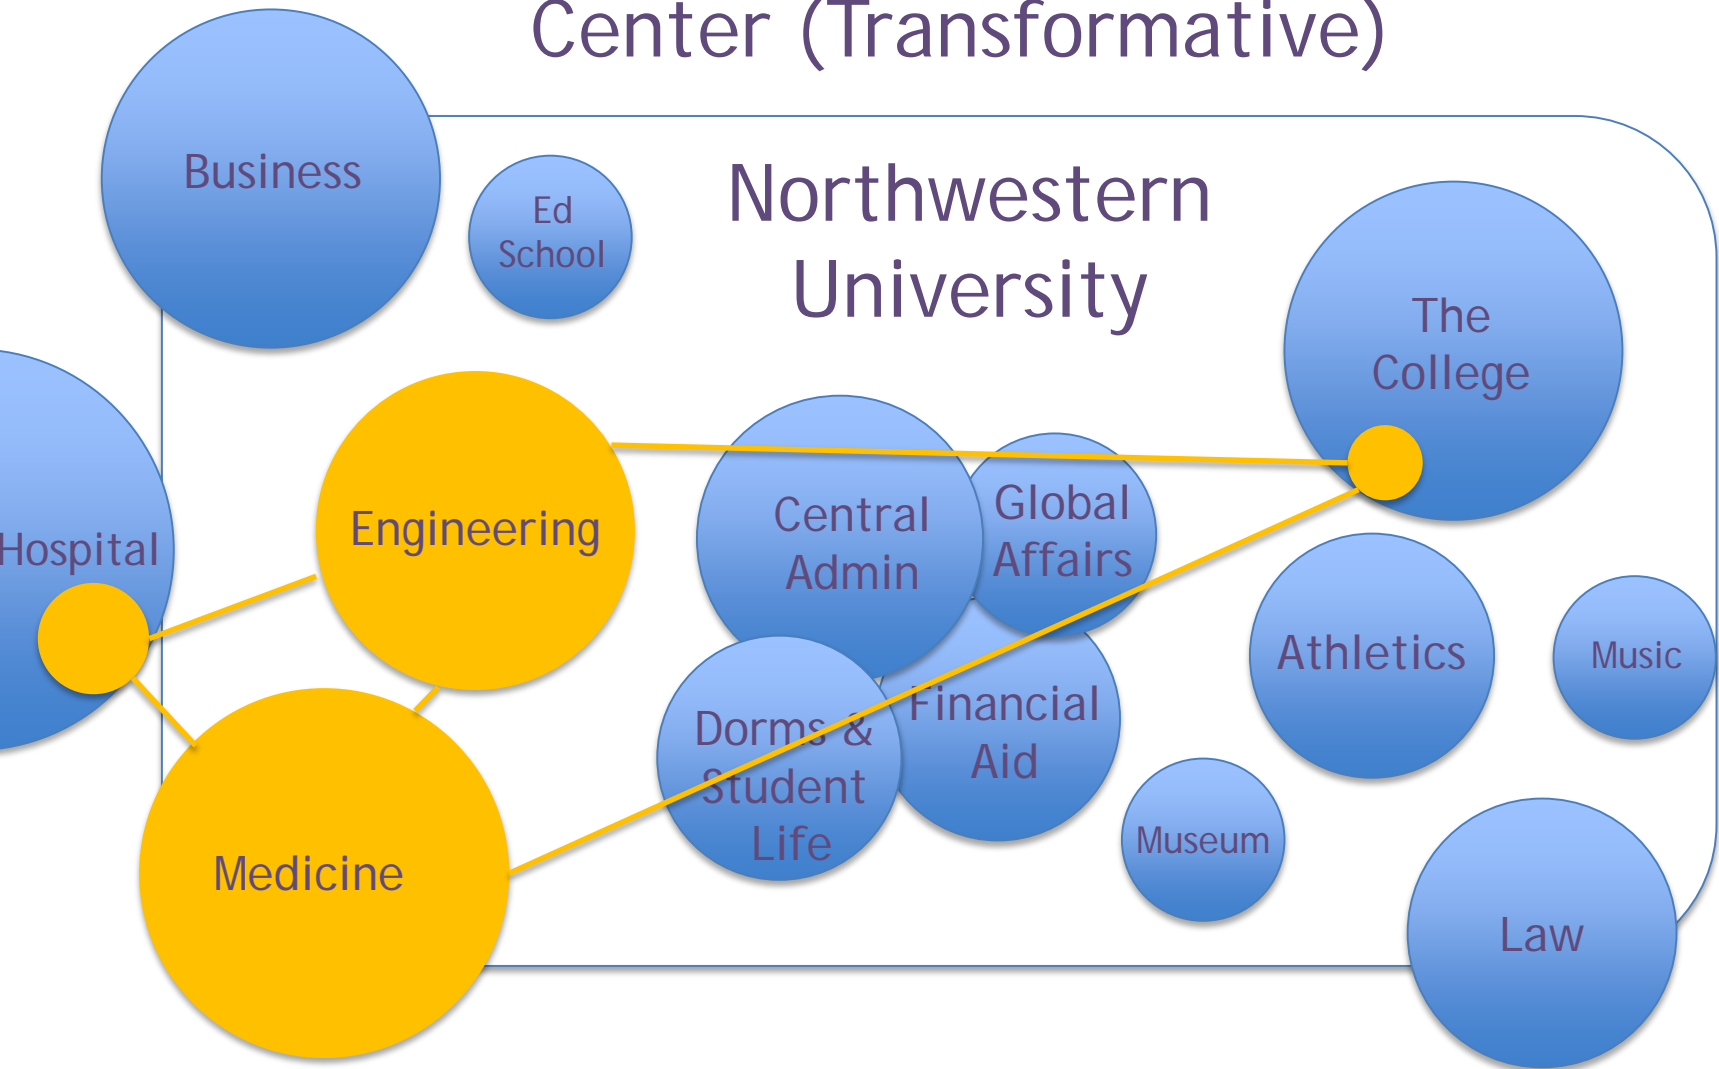 Center (Transformative)
Business
Ed
School
Northwestern
University
The
College
Hospital
Engineering
Central
Admin
Global
Affairs
Athletics
Music
Medicine
Dorms &
Student
Life
Financial
Aid
Museum
Law